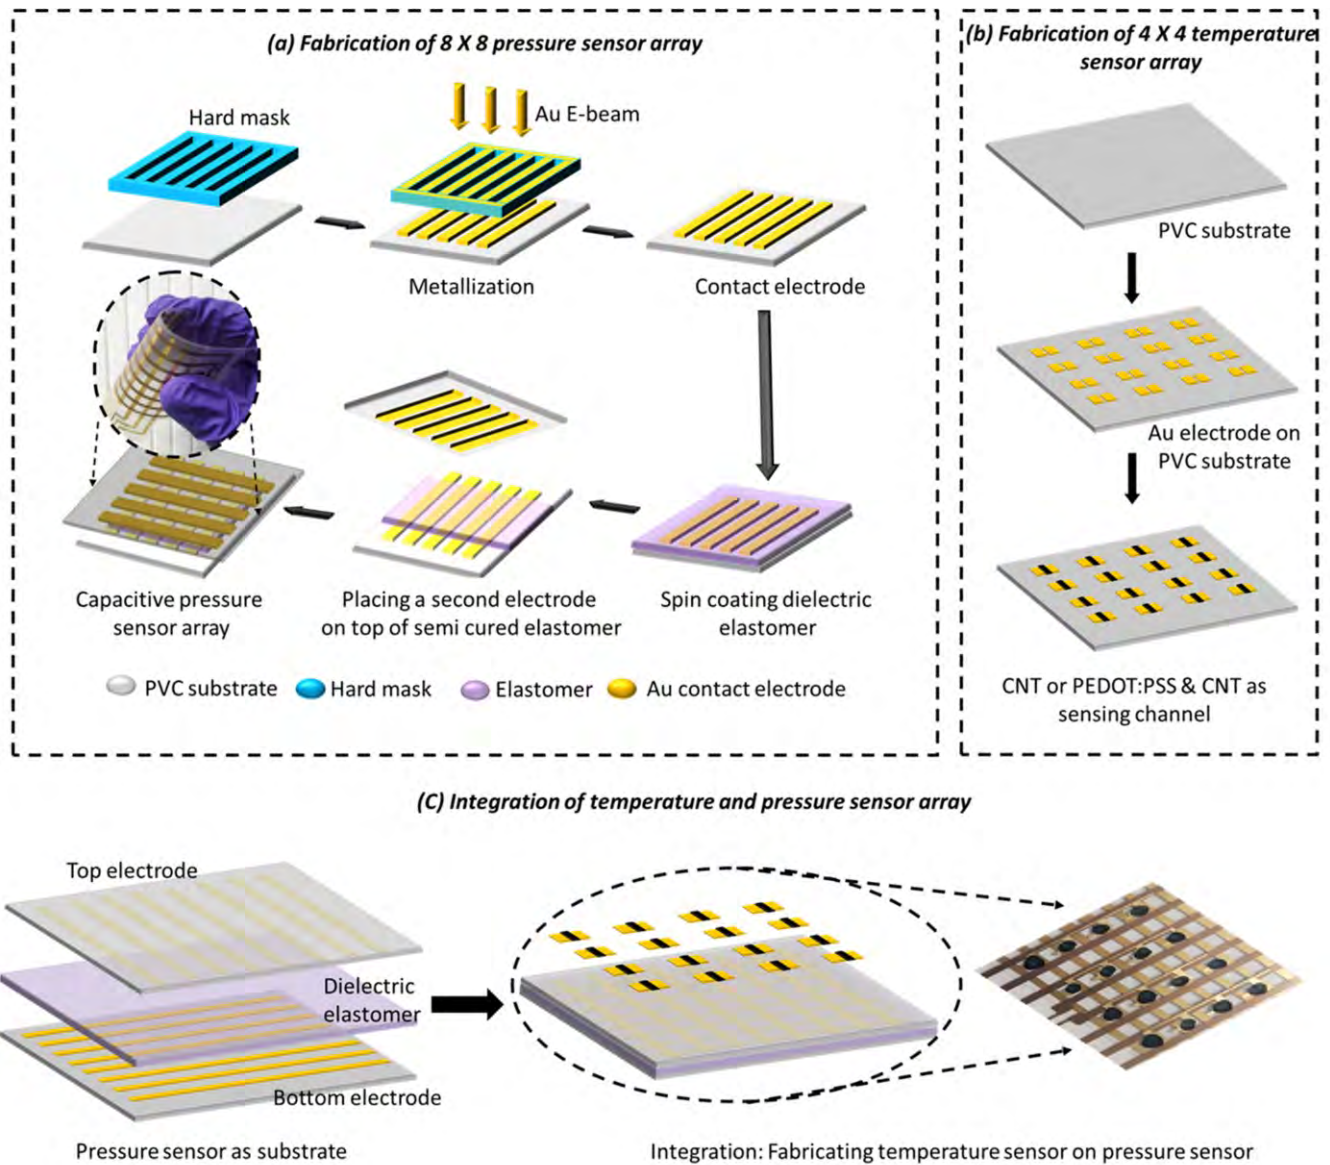 (a) Fabrication of 8 X 8 pressure sensor array
Hard mask
Au E-beam
Metallization
Contact electrode
Capacitive pressure
sensor array
Placing a second electrode
on top of semi cured elastomer
Spin coating dielectric
elastomer
PVC substrate
Hard mask
Elastomer
Au contact electrode
(b) Fabrication of 4 X 4 temperature
sensor array
PVC substrate
Au electrode on
PVC substrate
CNT or PEDOT:PSS & CNT as
sensing channel
(C) Integration of temperature and pressure sensor array
Top electrode
Dielectric
elastomer
Bottom electrode
Pressure sensor as substrate
Integration: Fabricating temperature sensor on pressure sensor